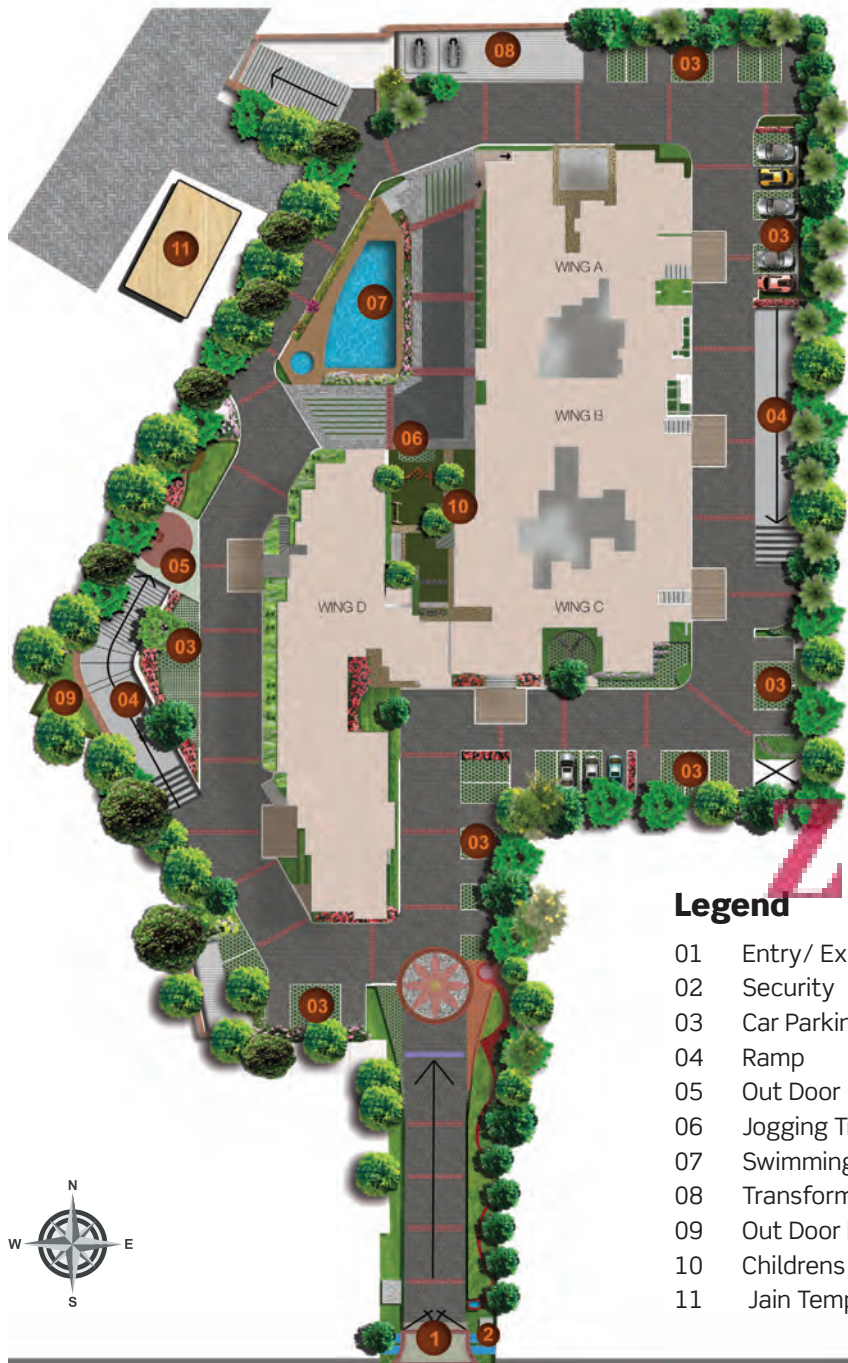 08
03
11
WING A
03
07
04
WING B
06
10
05
WING D
WING C
03
09
04
03
03
03
Z
Legend
01 Entry/ Ex
02 Security
03 Car Parkin
04 Ramp
05 Out Door
06 Jogging T
07 Swimming
08 Transform
09 Out Door
10 Childrens
11 Jain Temp
03
N
W E
S
1
2